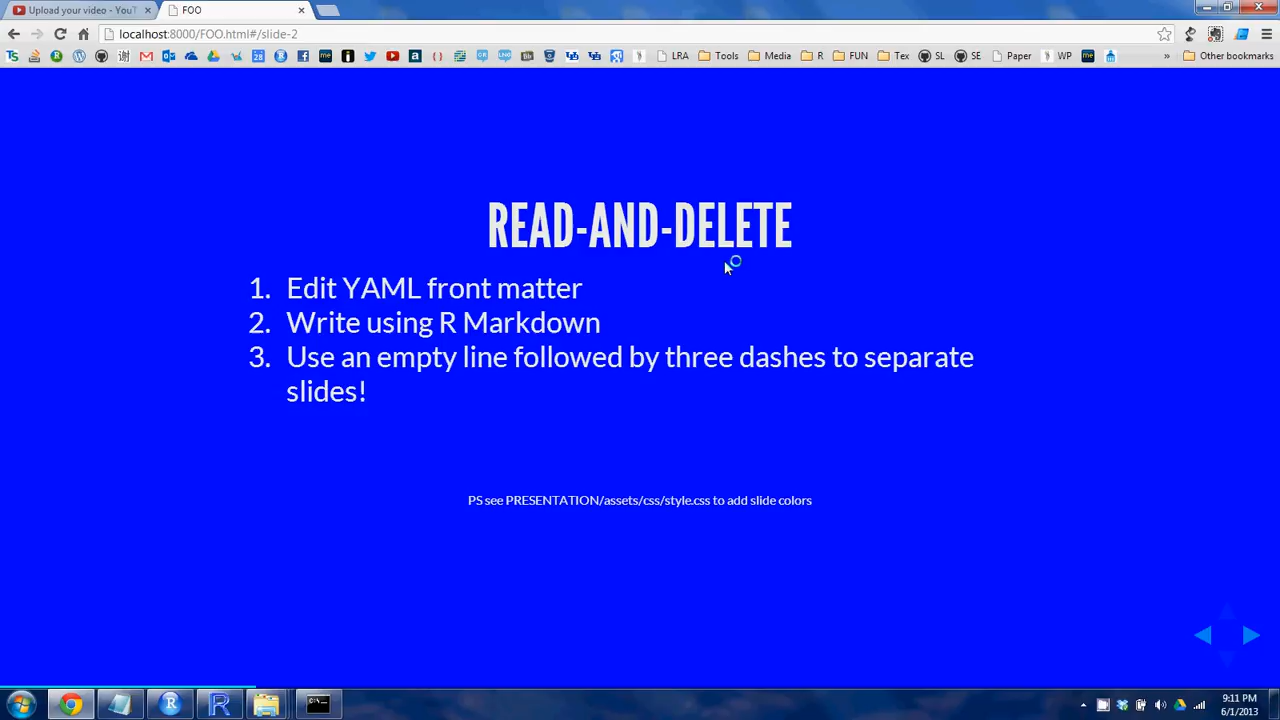 Upload your video - YouT
FOO
localhost:8000/FOO.html#/slide-2
LRA Tools Media R FUN Tex SL SE Paper WP » Other bookmarks
READ-AND-DELETE
1. Edit YAML front matter
2. Write using R Markdown
3. Use an empty line followed by three dashes to separate
slides!
PS see PRESENTATION/assets/css/style.css to add slide colors
9:11 PM
6/1/2013